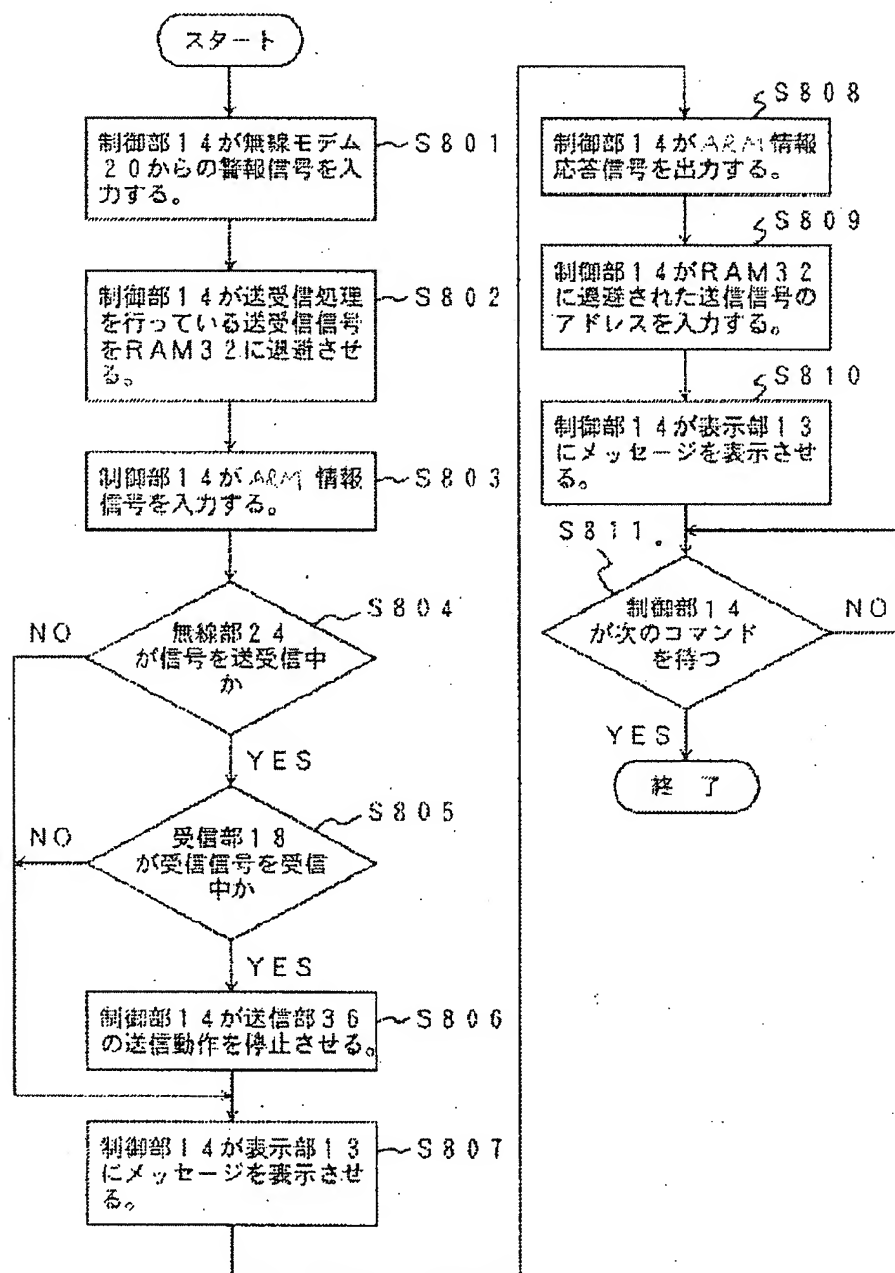 スタート
制御部14が無線モデム
20からの警報信号を入
力する。
S801
制御部14が送受信処理
を行っている送受信信号
をRAM32に退避させ
る。
S802
制御部14がARM情報
信号を入力する。
S803
無線部24
が信号を送受信中
か
S804
NO
YES
受信部18
が受信信号を受信
中か
S805
NO
YES
制御部14が送信部36
の送信動作を停止させる。
S806
制御部14が表示部13
にメッセージを表示させ
る。
S807
S808
制御部14がARM情報
応答信号を出力する。
S809
制御部14がRAM32
に退避された送信信号の
アドレスを入力する。
S810
制御部14が表示部13
にメッセージを表示させ
る。
S811.
制御部14
が次のコマンド
を待つ
NO
YES
終了